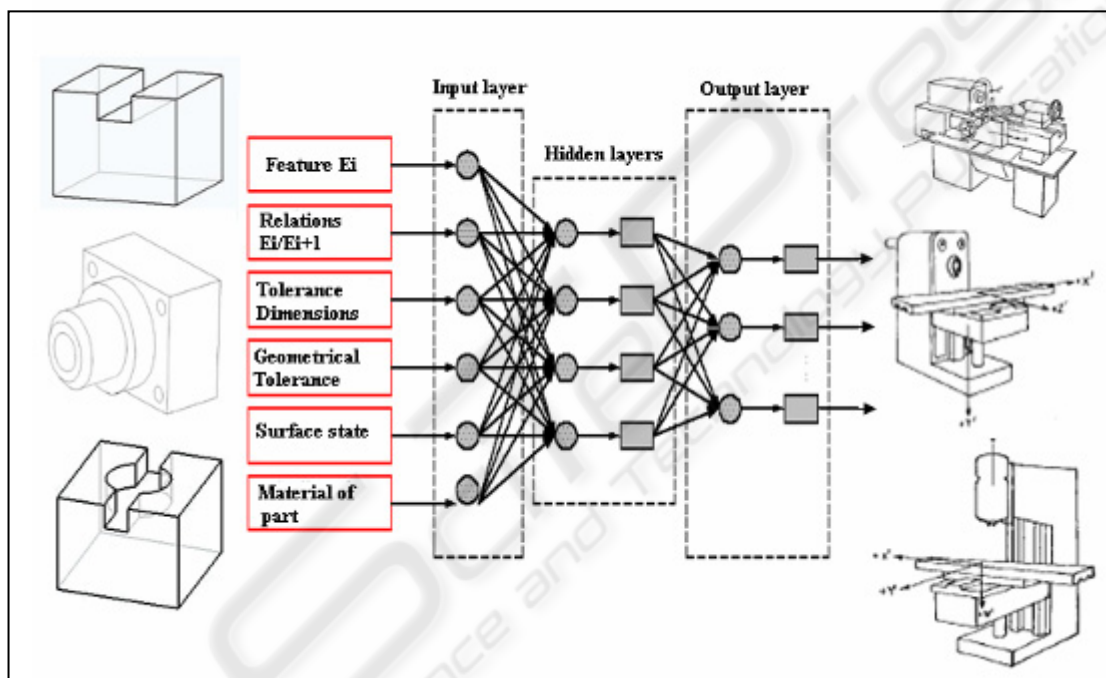 Input layer
Output layer
Hidden layers
Feature Ei
Relations
Ei/Ei+1
Tolerance
Dimensions
Geometrical
Tolerance
Surface state
Material of
part
+X'
+Z'
+Y'
+X'
+Y